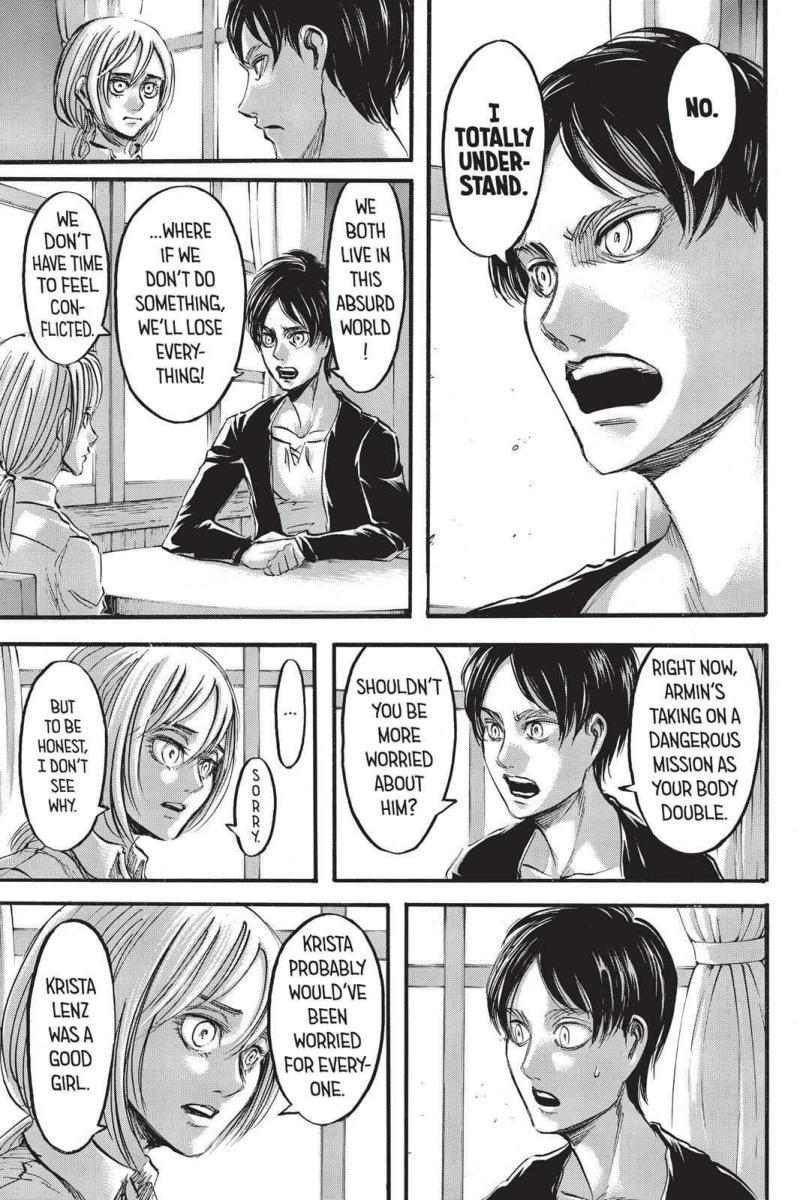 NO.
I
TOTALLY
UNDER-
STAND.
WE
BOTH
LIVE IN
THIS
ABSURD
WORLD
!
...WHERE
IF WE
DON'T DO
SOMETHING,
WE'LL LOSE
EVERY-
THING!
WE
DON'T
HAVE TIME
TO FEEL
CON-
FLICTED.
RIGHT NOW,
ARMIN'S
TAKING ON A
DANGEROUS
MISSION AS
YOUR BODY
DOUBLE.
SHOULDN'T
YOU BE
MORE
WORRIED
ABOUT
HIM?
...
SORRY.
BUT
TO BE
HONEST,
I DON'T
SEE
WHY.
KRISTA
PROBABLY
WOULD'VE
BEEN
WORRIED
FOR EVERY-
ONE.
KRISTA
LENZ
WAS A
GOOD
GIRL.